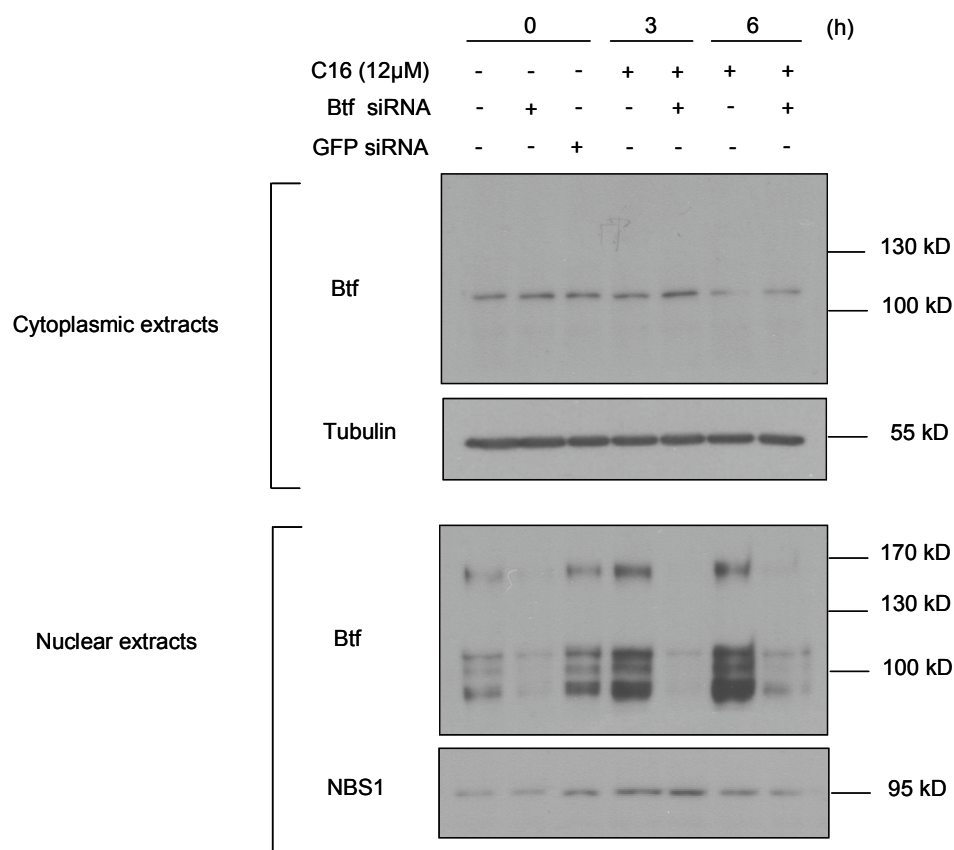 0 3 6 (h)
C16 (12µM) - - - + + + +
Btf siRNA - + - - + - +
GFP siRNA - - + - - - -
130 kD
Btf
100 kD
Cytoplasmic extracts
Tubulin
55 kD
170 kD
130 kD
Nuclear extracts
Btf
100 kD
NBS1
95 kD